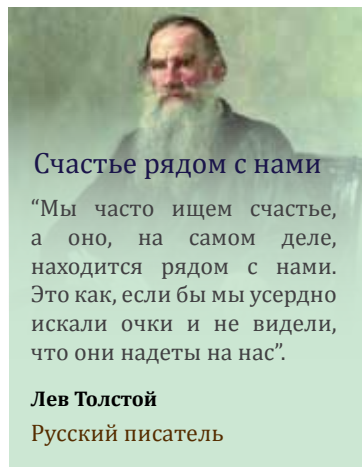 Счастье рядом с нами
“Мы часто ищем счастье,
а оно, на самом деле,
находится рядом с нами.
Это как, если бы мы усердно
искали очки и не видели,
что они надеты на нас”.
Лев Толстой
Русский писатель